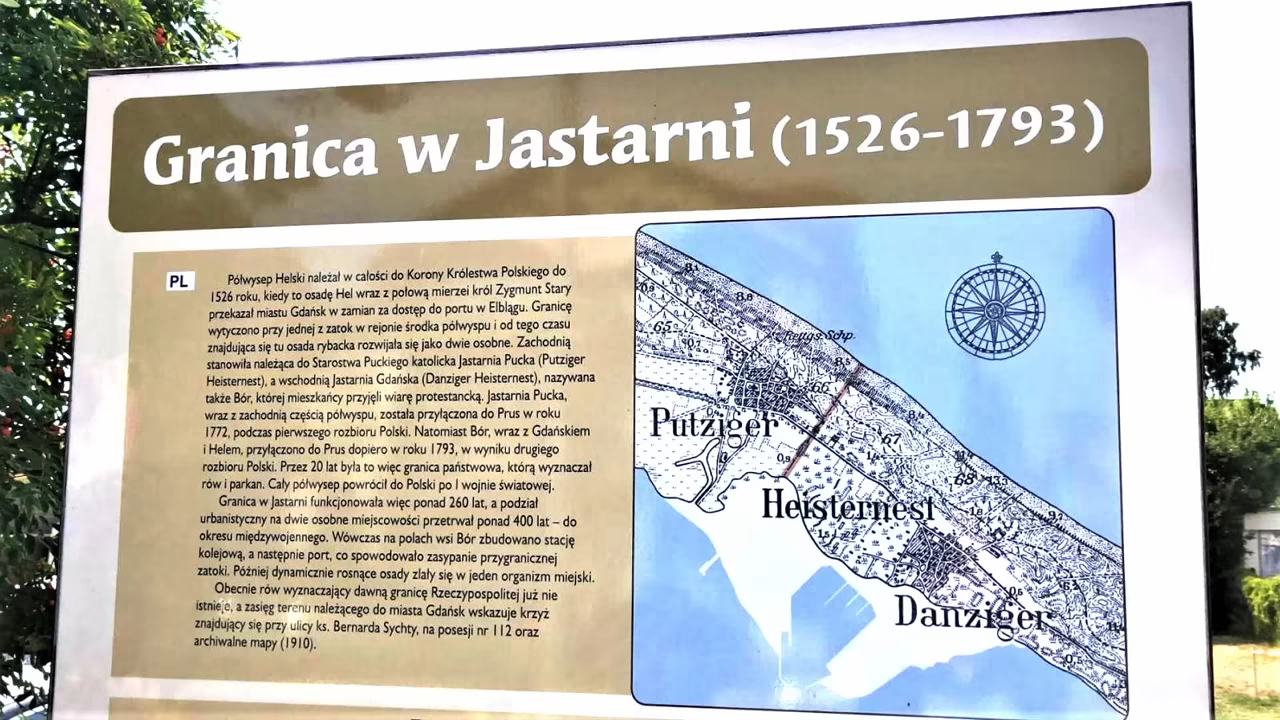 Granica w Jastarni (1526-1793)
PL
Półwysep Helski należał w całości do Korony Królestwa Polskiego do
1526 roku, kiedy to osadę Hel wraz z połową mierzei król Zygmunt Stary
przekazał miastu Gdańsk w zamian za dostęp do portu w Elblągu. Granicę
wytyczono przy jednej z zatok w rejonie środka półwyspu i od tego czasu
znajdująca się tu osada rybacka rozwijała się jako dwie osobne. Zachodnią
stanowiła należąca do Starostwa Puckiego katolicka Jastarnia Pucka (Putziger
Heisternest), a wschodnią Jastarnia Gdańska (Danziger Heisternest), nazywana
także Bór, której mieszkańcy przyjęli wiarę protestancką. Jastarnia Pucka,
wraz z zachodnią częścią półwyspu, została przyłączona do Prus w roku
1772, podczas pierwszego rozbioru Polski. Natomiast Bór, wraz z Gdańskiem
i Helem, przyłączono do Prus dopiero w roku 1793, w wyniku drugiego
rozbioru Polski. Przez 20 lat była to więc granica państwowa, którą wyznaczał
rów i parkan. Cały półwysep powrócił do Polski po I wojnie światowej.
Granica w Jastarni funkcjonowała więc ponad 260 lat, a podział
urbanistyczny na dwie osobne miejscowości przetrwał ponad 400 lat – do
okresu międzywojennego. Wówczas na polach wsi Bór zbudowano stację
kolejową, a następnie port, co spowodowało zasypanie przygranicznej
zatoki. Później dynamicznie rosnące osady zlały się w jeden organizm miejski.
Obecnie rów wyznaczający dawną granicę Rzeczypospolitej już nie
istnieje, a zasięg terenu należącego do miasta Gdańsk wskazuje krzyż
znajdujący się przy ulicy ks. Bernarda Sychty, na posesji nr 112 oraz
archiwalne mapy (1910).
65
66
Putziger
67
68
Heisternest
Danziger